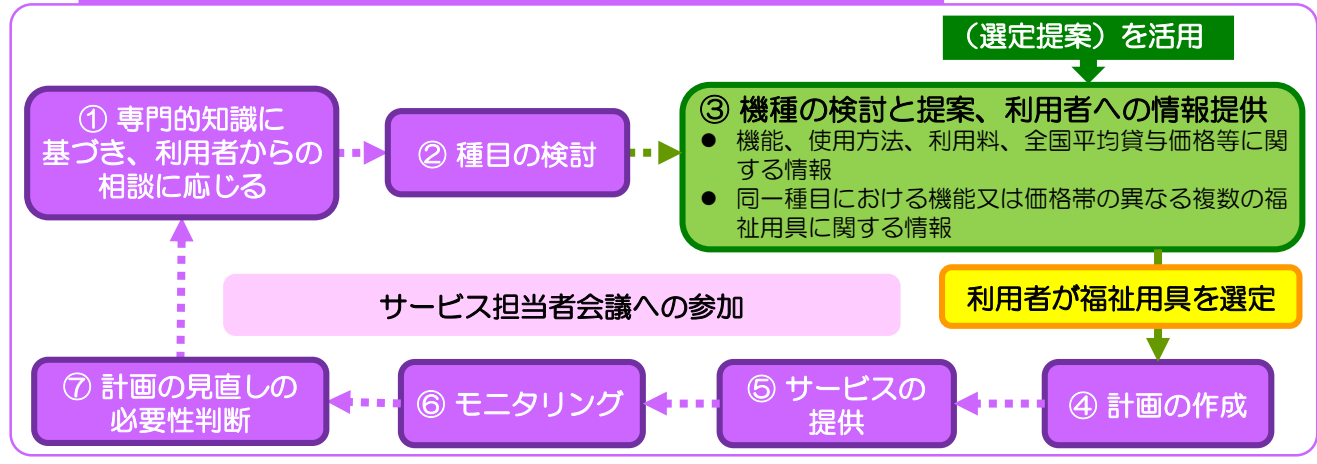 (選定提案)を活用
① 専門的知識に
基づき、利用者からの
相談に応じる
② 種目の検討
③ 機種の検討と提案、利用者への情報提供
● 機能、使用方法、利用料、全国平均貸与価格等に関
する情報
● 同一種目における機能又は価格帯の異なる複数の福
祉用具に関する情報
利用者が福祉用具を選定
サービス担当者会議への参加
④ 計画の作成
⑤ サービスの
提供
⑥ モニタリング
⑦ 計画の見直しの
必要性判断